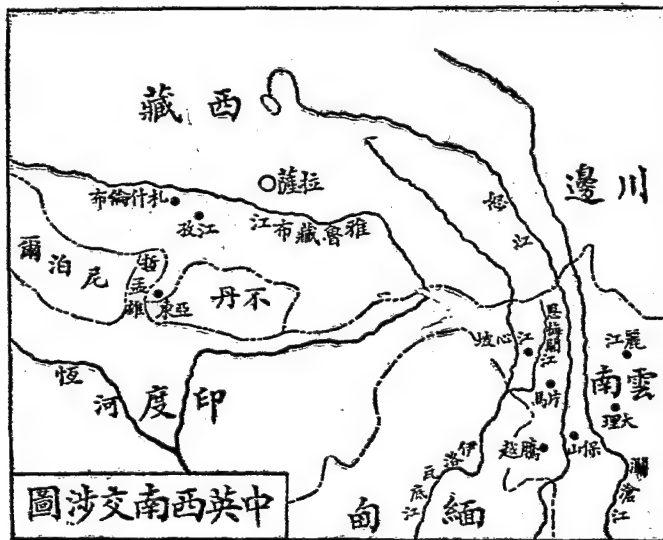 西藏
川邊
拉薩
怒江
札什倫布
江孜
雅魯藏布江
尼泊爾
哲孟雄
亞東
不丹
恩梅開江
江心坡
麗江
雲南
片馬
大理
恆河
印度
騰越
保山
伊洛瓦底江
瀾滄江
緬甸
中英西南交涉圖